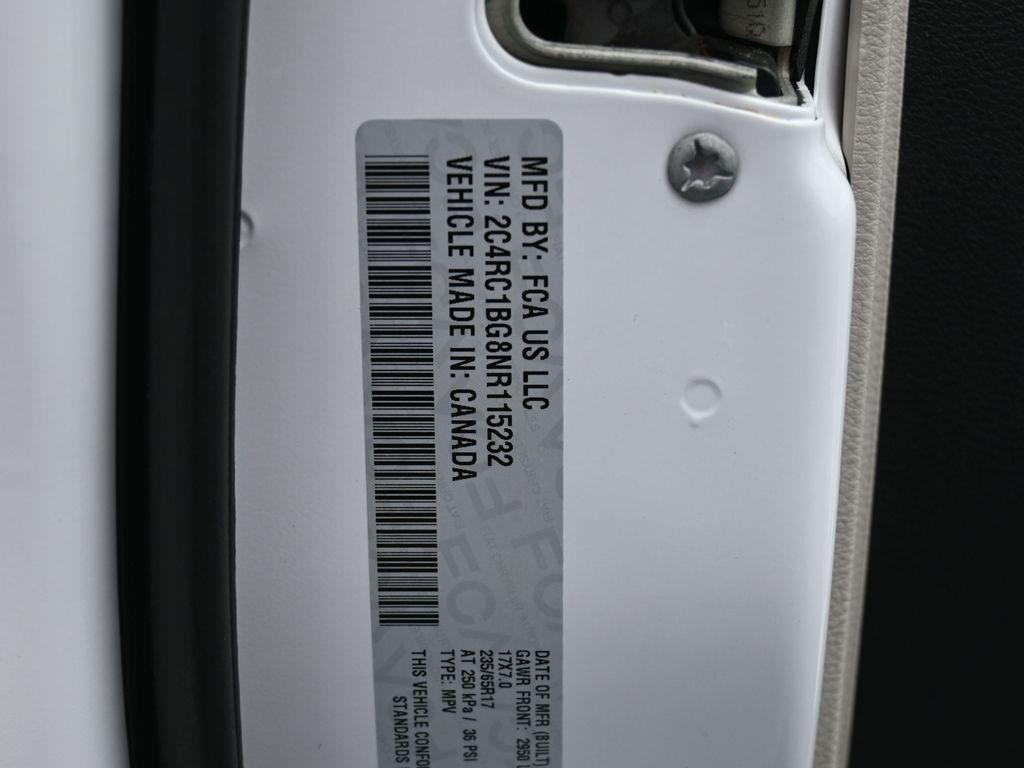 MFD BY: FCA US LLC
VIN: 2C4RC1BG8NR115232
VEHICLE MADE IN: CANADA
DATE OF MFR (BUILT)
GAWR FRONT: 2950 L
17X7.0
235/65R17
AT 250 kPa / 36 PSI
TYPE: MPV
THIS VEHICLE CONFO
STANDARDS
510